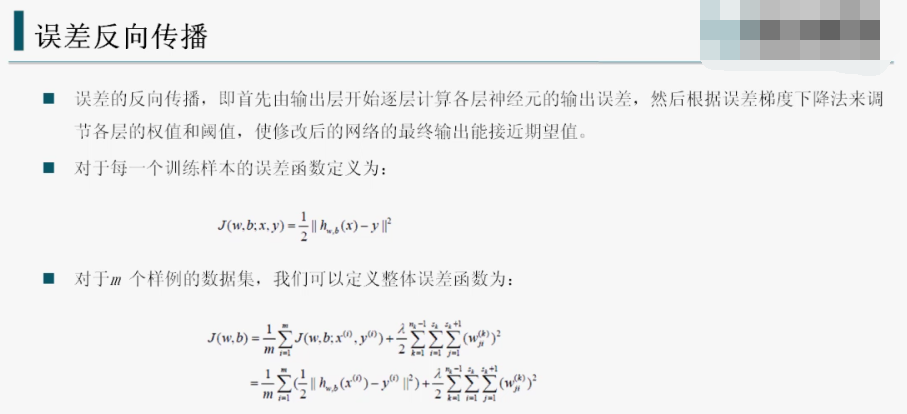 误差反向传播
误差的反向传播，即首先由输出层开始逐层计算各层神经元的输出误差，然后根据误差梯度下降法来调
节各层的权值和阈值，使修改后的网络的最终输出能接近期望值。
对于每一个训练样本的误差函数定义为：
J(w,b;x,y) = \frac{1}{2} || h_{w,b}(x) − y ||^2
对于m 个样例的数据集，我们可以定义整体误差函数为：
J(w,b) = \frac{1}{m} \sum_{i=1}^{m} J(w,b;x^{(i)},y^{(i)}) + \frac{λ}{2} \sum_{k=1}^{n_k-1} \sum_{i=1}^{z_k} \sum_{j=1}^{z_k+1} (w_{ji}^{(k)})^2
= \frac{1}{m} \sum_{i=1}^{m} (\frac{1}{2} || h_{w,b}(x^{(i)}) − y^{(i)} ||^2) + \frac{λ}{2} \sum_{k=1}^{n_k-1} \sum_{i=1}^{z_k} \sum_{j=1}^{z_k+1} (w_{ji}^{(k)})^2